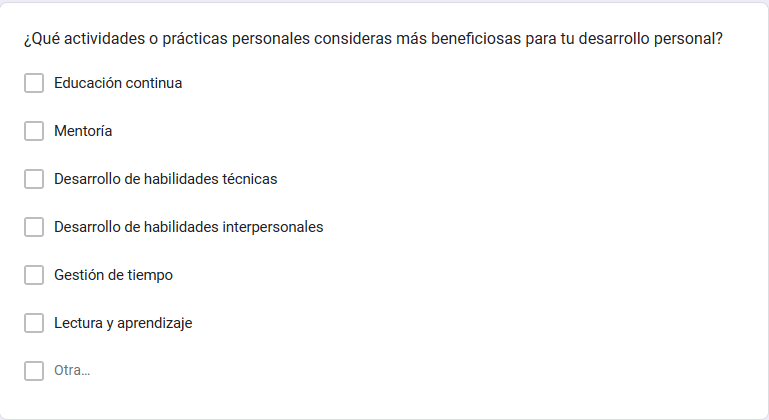 ¿Qué actividades o prácticas personales consideras más beneficiosas para tu desarrollo personal?
Educación continua
Mentoría
Desarrollo de habilidades técnicas
Desarrollo de habilidades interpersonales
Gestión de tiempo
Lectura y aprendizaje
Otra...